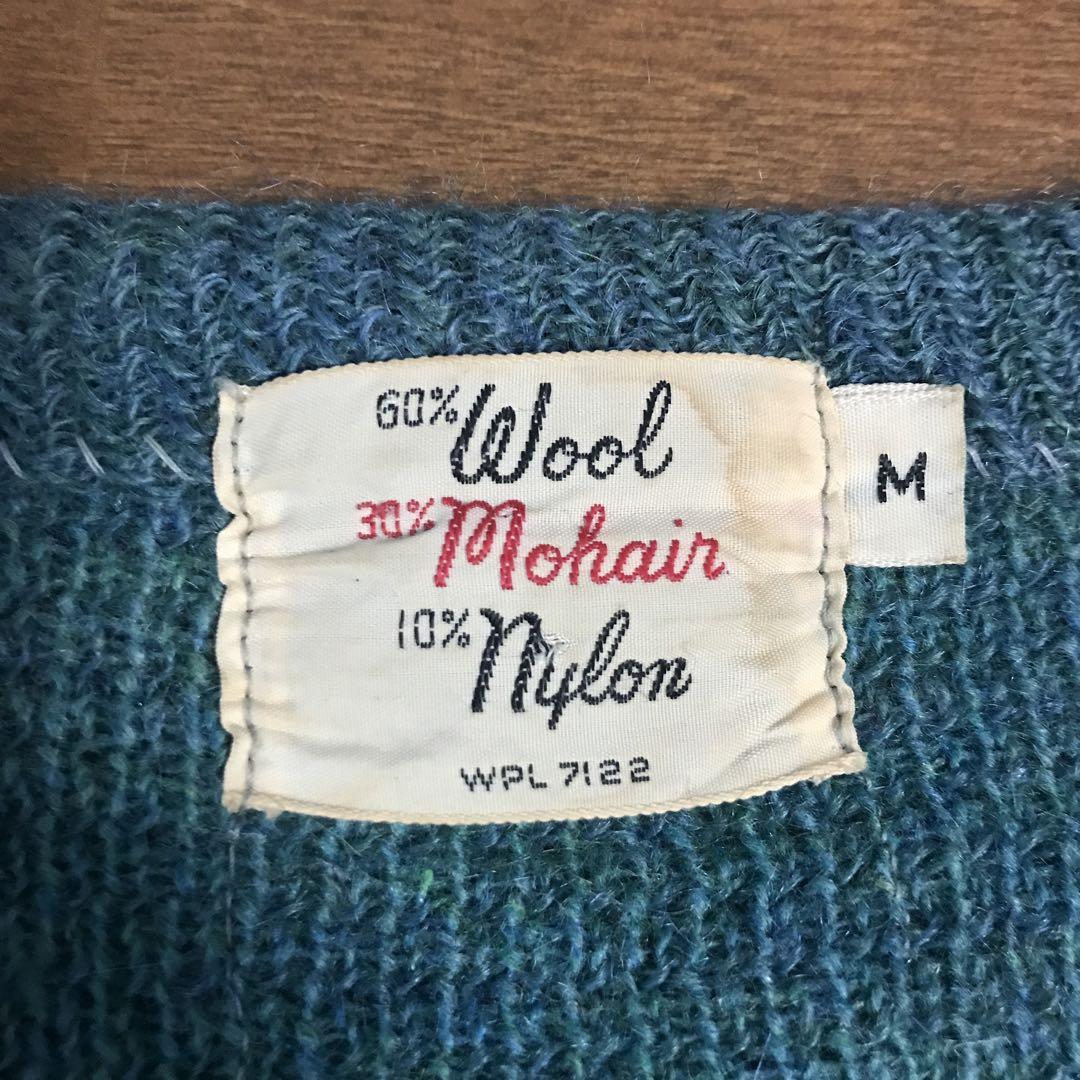 60% Wool
30% Mohair
10% Nylon
WPL 7122
M